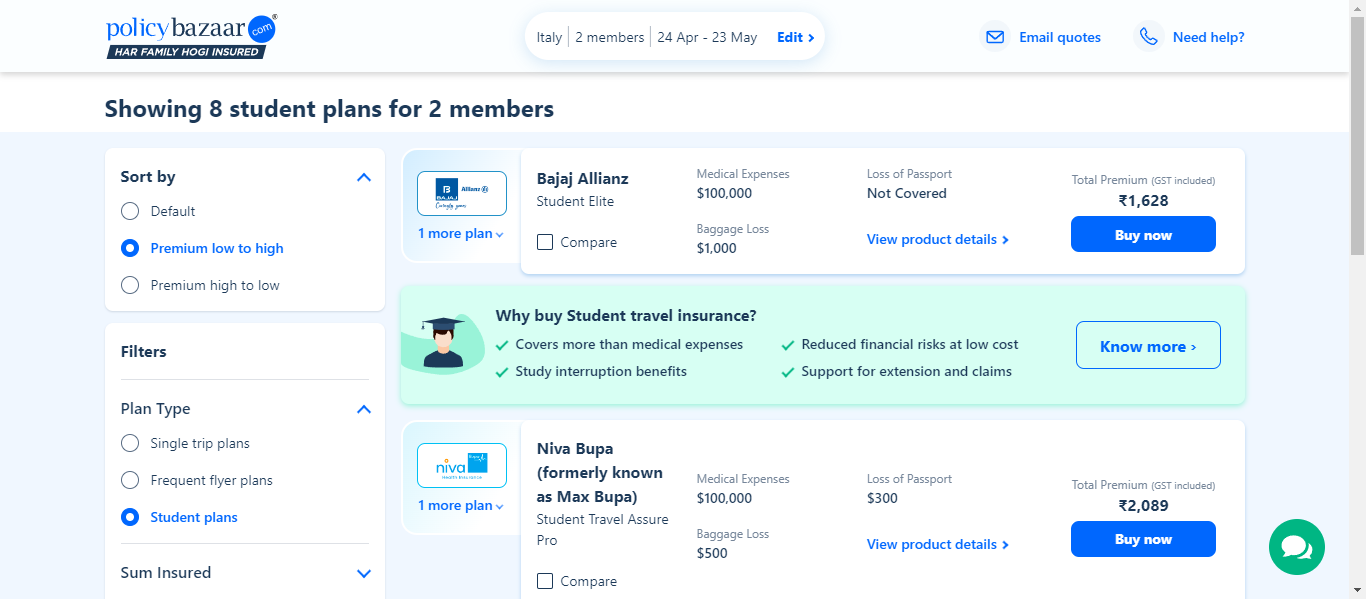 policybazaar.com®
HAR FAMILY HOGI INSURED
Italy
2 members
24 Apr - 23 May
Edit ›
Email quotes
Need help?
Showing 8 student plans for 2 members
Sort by
Default
Premium low to high
Premium high to low
Filters
Plan Type
Single trip plans
Frequent flyer plans
Student plans
Sum Insured
B
BAJAJ
Allianz
Caringly yours
1 more plan
Bajaj Allianz
Student Elite
Compare
Medical Expenses
$100,000
Baggage Loss
$1,000
Loss of Passport
Not Covered
View product details ›
Total Premium (GST included)
₹1,628
Buy now
Why buy Student travel insurance?
Covers more than medical expenses
Reduced financial risks at low cost
Study interruption benefits
Support for extension and claims
Know more ›
niva
Bupa
1 more plan
Niva Bupa
(formerly known
as Max Bupa)
Student Travel Assure
Pro
Compare
Medical Expenses
$100,000
Baggage Loss
$500
Loss of Passport
$300
View product details ›
Total Premium (GST included)
₹2,089
Buy now